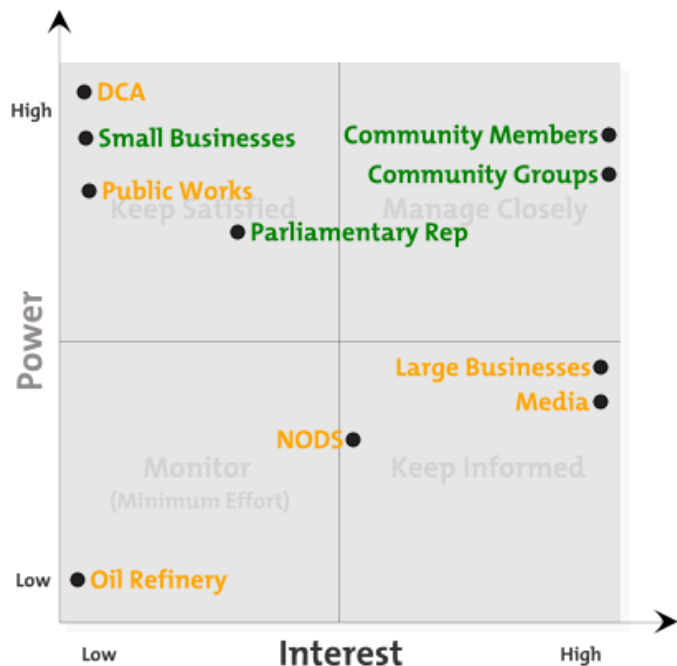 DCA
High
Small Businesses
Community Members
Community Groups
Public Works
Keep Satisfied
Manage Closely
Parliamentary Rep
Power
Large Businesses
Media
NODS
Monitor
(Minimum Effort)
Keep Informed
Low
Oil Refinery
Low
Interest
High